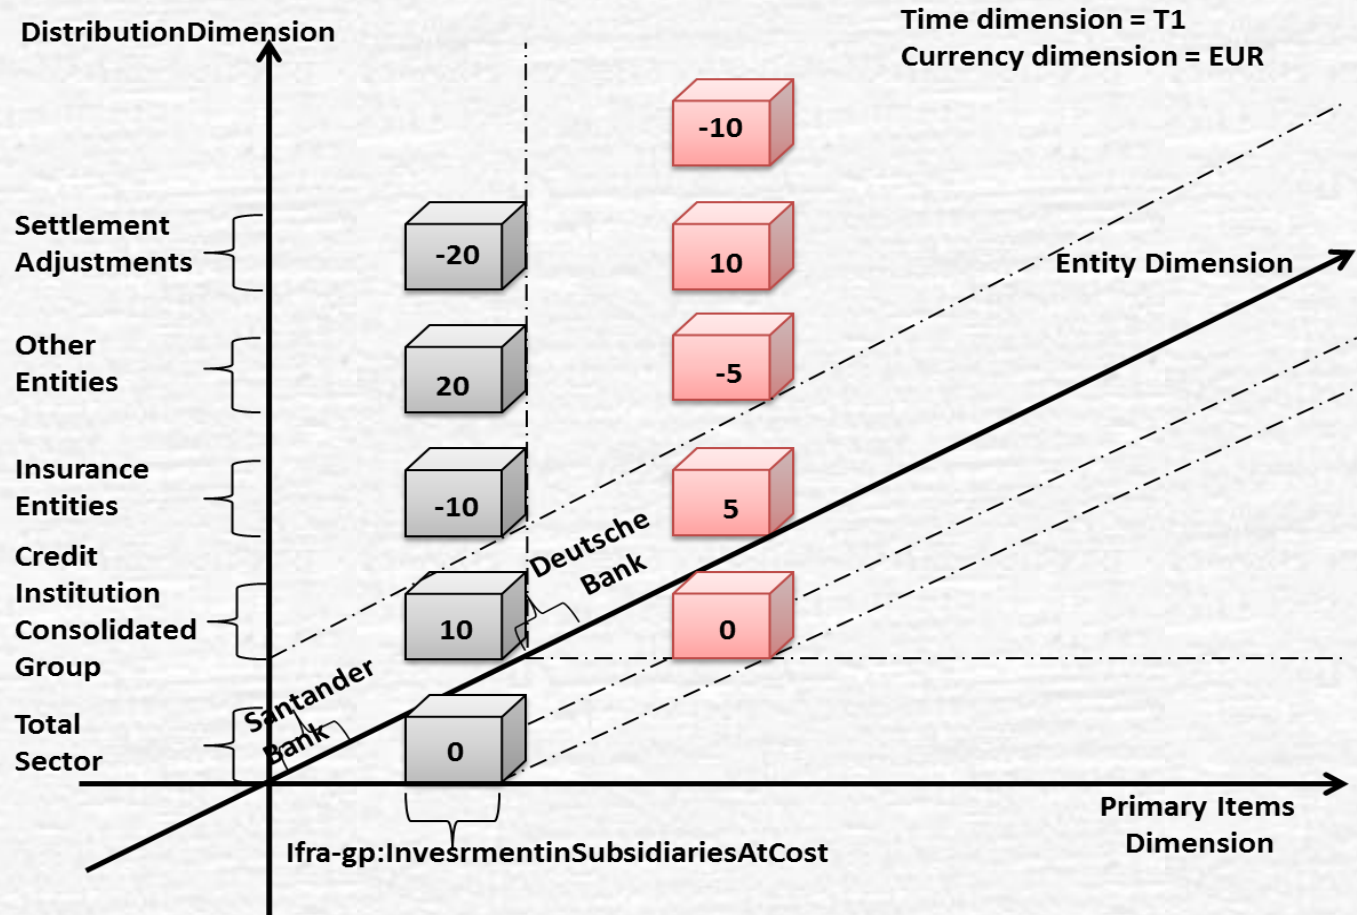 DistributionDimension
Time dimension = T1
Currency dimension = EUR
-10
Settlement
Adjustments
-20
10
Entity Dimension
Other
Entities
20
-5
Insurance
Entities
-10
5
Deutsche
Bank
Credit
Institution
Consolidated
Group
10
0
Santander
Bank
Total
Sector
0
Primary Items
Dimension
Ifra-gp:InvesrmentinSubsidiariesAtCost